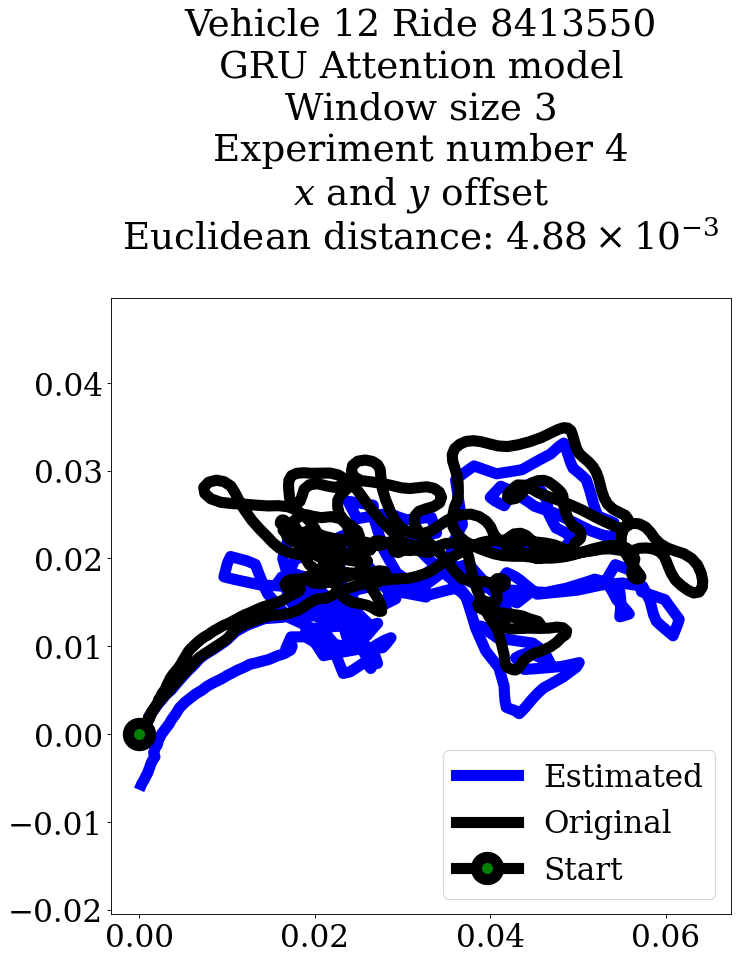 Vehicle 12 Ride 8413550
GRU Attention model
Window size 3
Experiment number 4
x and y offset
Euclidean distance: 4.88 × 10⁻³
0.04
0.03
0.02
0.01
0.00
−0.01
−0.02
0.00 0.02 0.04 0.06
Estimated
Original
Start